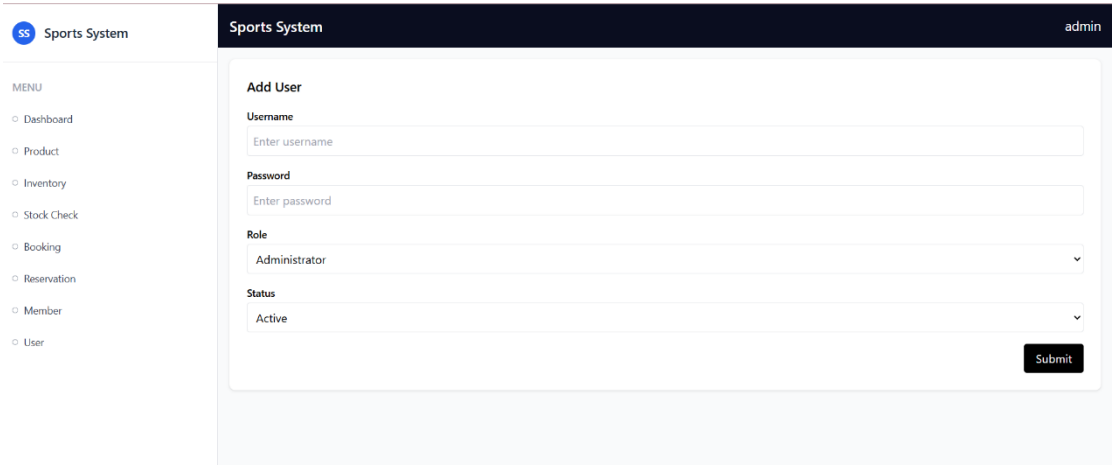 SS Sports System
MENU
Dashboard
Product
Inventory
Stock Check
Booking
Reservation
Member
User
Sports System admin
Add User
Username
Enter username
Password
Enter password
Role
Administrator
Status
Active
Submit